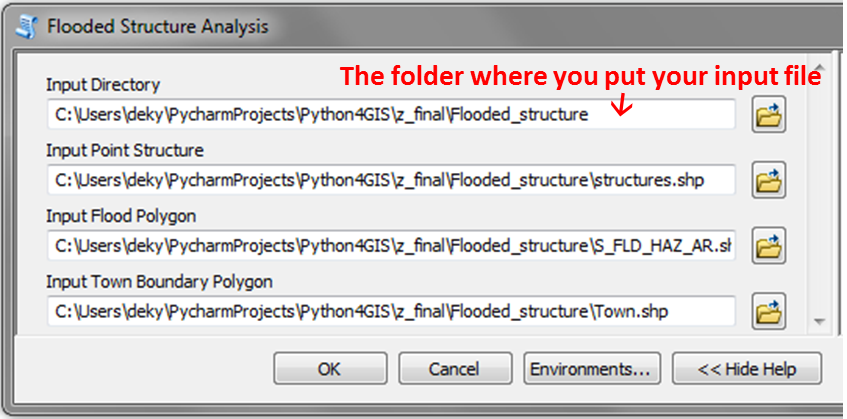 Flooded Structure Analysis
The folder where you put your input file
Input Directory
C:\Users\deky\PycharmProjects\Python4GIS\z_final\Flooded_structure
Input Point Structure
C:\Users\deky\PycharmProjects\Python4GIS\z_final\Flooded_structure\structures.shp
Input Flood Polygon
C:\Users\deky\PycharmProjects\Python4GIS\z_final\Flooded_structure\S_FLD_HAZ_AR.sh
Input Town Boundary Polygon
C:\Users\deky\PycharmProjects\Python4GIS\z_final\Flooded_structure\Town.shp
OK Cancel Environments... << Hide Help